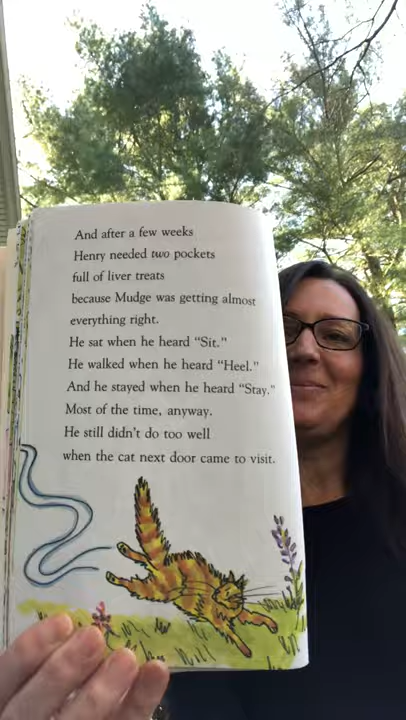 And after a few weeks
Henry needed two pockets
full of liver treats
because Mudge was getting almost
everything right.
He sat when he heard “Sit.”
He walked when he heard “Heel.”
And he stayed when he heard “Stay.”
Most of the time, anyway.
He still didn’t do too well
when the cat next door came to visit.